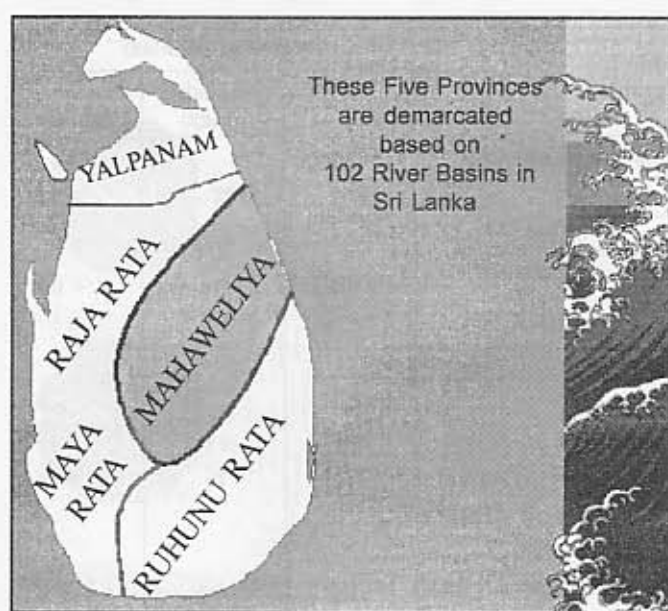 These Five Provinces
are demarcated
based on
102 River Basins in
Sri Lanka
YALPANAM
RAJA RATA
MAHAWELIYA
MAYA
RATA
RUHUNU RATA